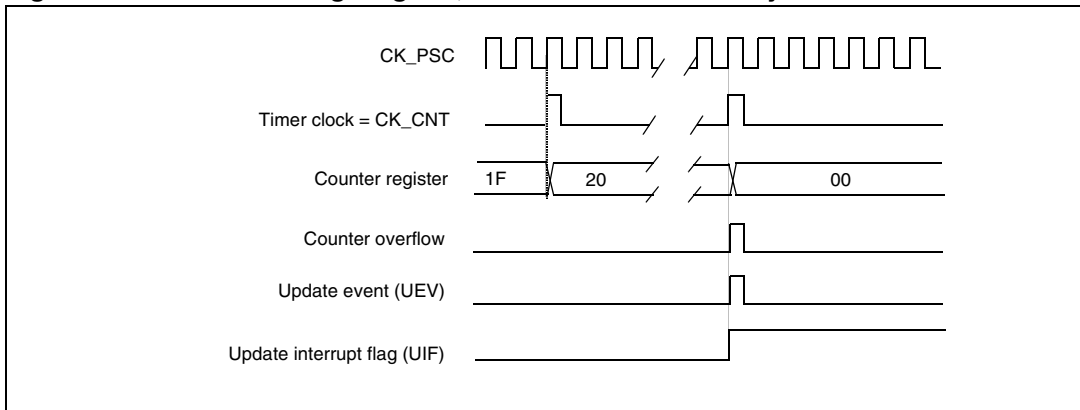 CK_PSC
Timer clock = CK_CNT
Counter register 1F 20 00
Counter overflow
Update event (UEV)
Update interrupt flag (UIF)